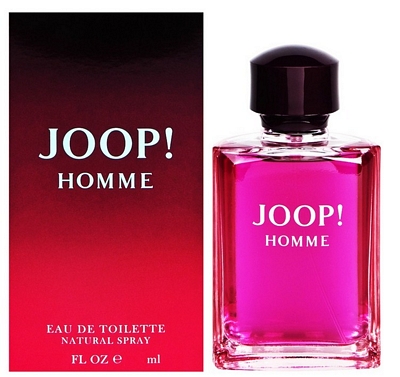 JOOP!
HOMME
EAU DE TOILETTE
NATURAL SPRAY
FL OZ ℮ ml
JOOP!
HOMME